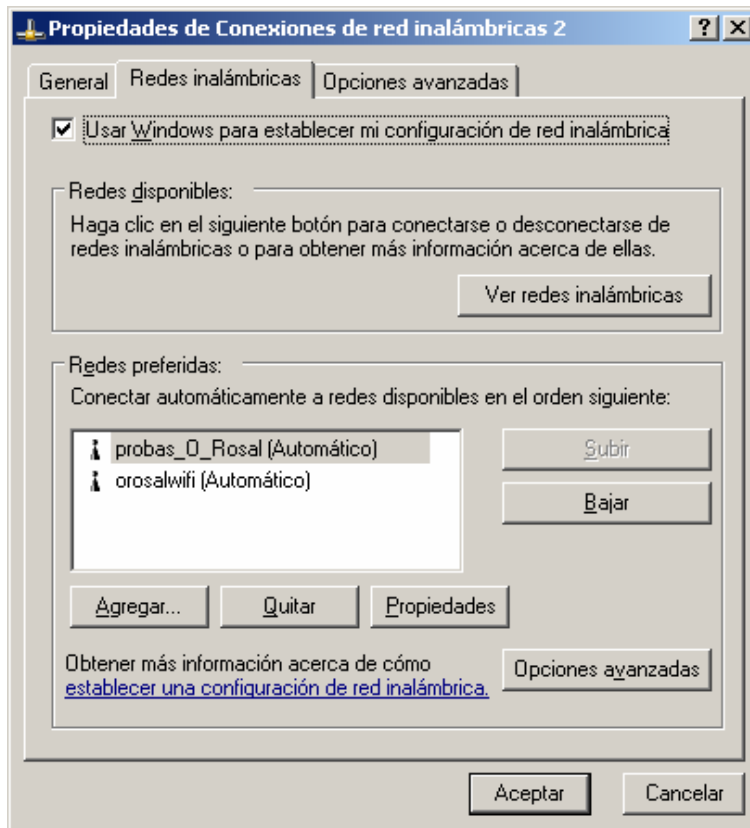 Propiedades de Conexiones de red inalámbricas 2
General
Redes inalámbricas
Opciones avanzadas
Usar Windows para establecer mi configuración de red inalámbrica
Redes disponibles:
Haga clic en el siguiente botón para conectarse o desconectarse de
redes inalámbricas o para obtener más información acerca de ellas.
Ver redes inalámbricas
Redes preferidas:
Conectar automáticamente a redes disponibles en el orden siguiente:
probas_O_Rosal (Automático)
orosalwifi (Automático)
Subir
Bajar
Agregar...
Quitar
Propiedades
Obtener más información acerca de cómo
establecer una configuración de red inalámbrica.
Opciones avanzadas
Aceptar
Cancelar